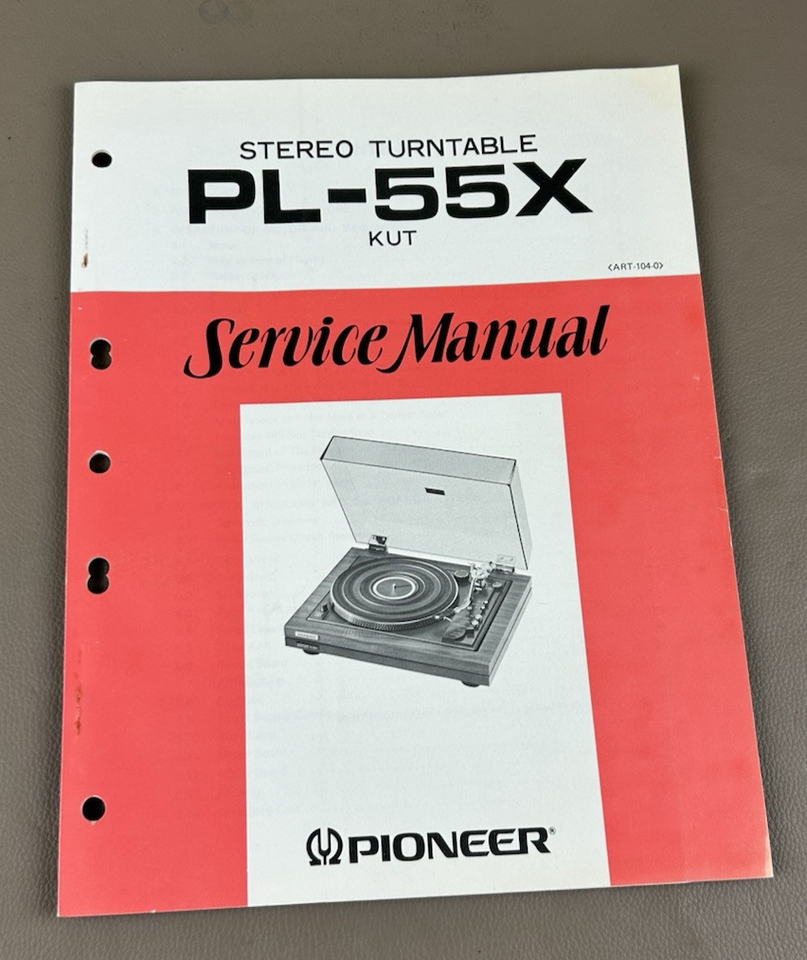 STEREO TURNTABLE
PL-55X
KUT
<ART-104-0>
Service Manual
PIONEER®